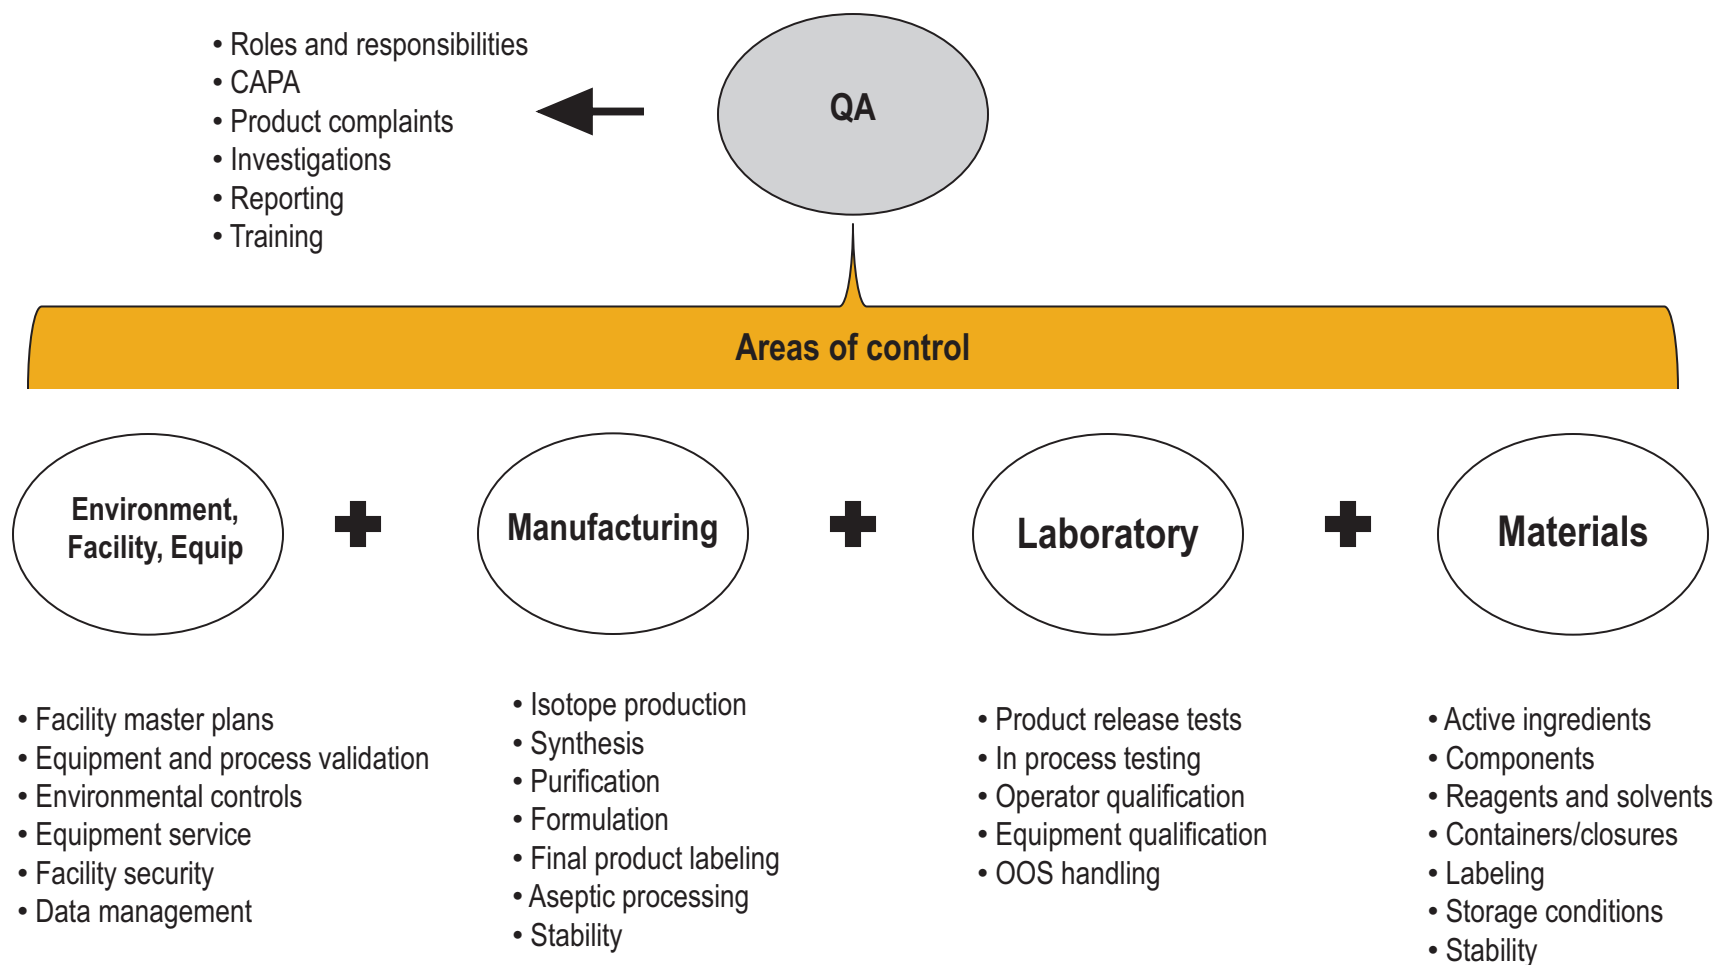 • Roles and responsibilities
• CAPA
• Product complaints
• Investigations
• Reporting
• Training
QA
Areas of control
Environment,
Facility, Equip
Manufacturing
Laboratory
Materials
• Facility master plans
• Equipment and process validation
• Environmental controls
• Equipment service
• Facility security
• Data management
• Isotope production
• Synthesis
• Purification
• Formulation
• Final product labeling
• Aseptic processing
• Stability
• Product release tests
• In process testing
• Operator qualification
• Equipment qualification
• OOS handling
• Active ingredients
• Components
• Reagents and solvents
• Containers/closures
• Labeling
• Storage conditions
• Stability